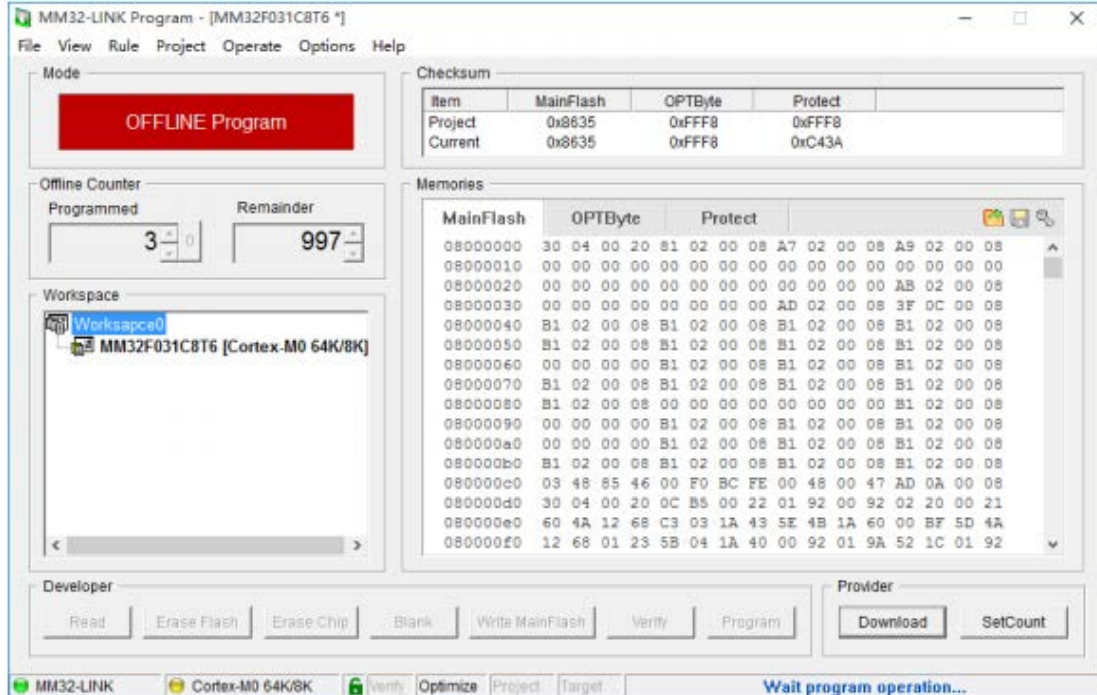 MM32-LINK Program - [MM32F031C8T6 *]
File View Rule Project Operate Options Help
Mode
OFFLINE Program
Checksum
Item MainFlash OPTByte Protect
Project 0x8635 0xFFF8 0xFFF8
Current 0x8635 0xFFF8 0xC43A
Offline Counter
Programmed Remainder
3 0 997
Workspace
Worksapce0
MM32F031C8T6 [Cortex-M0 64K/8K]
Memories
MainFlash OPTByte Protect
08000000 30 04 00 20 81 02 00 08 A7 02 00 08 A9 02 00 08
08000010 00 00 00 00 00 00 00 00 00 00 00 00 00 00 00 00
08000020 00 00 00 00 00 00 00 00 00 00 00 00 AB 02 00 08
08000030 00 00 00 00 00 00 00 00 AD 02 00 08 3F 0C 00 08
08000040 B1 02 00 08 B1 02 00 08 B1 02 00 08 B1 02 00 08
08000050 B1 02 00 08 B1 02 00 08 B1 02 00 08 B1 02 00 08
08000060 00 00 00 00 B1 02 00 08 B1 02 00 08 B1 02 00 08
08000070 B1 02 00 08 B1 02 00 08 B1 02 00 08 B1 02 00 08
08000080 B1 02 00 08 00 00 00 00 00 00 00 00 B1 02 00 08
08000090 00 00 00 00 B1 02 00 08 B1 02 00 08 B1 02 00 08
080000a0 00 00 00 00 B1 02 00 08 B1 02 00 08 B1 02 00 08
080000b0 B1 02 00 08 B1 02 00 08 B1 02 00 08 B1 02 00 08
080000c0 03 48 85 46 00 F0 BC FE 00 48 00 47 AD 0A 00 08
080000d0 30 04 00 20 0C B5 00 22 01 92 00 92 02 20 00 21
080000e0 60 4A 12 68 C3 03 1A 43 5E 4B 1A 60 00 BF 5D 4A
080000f0 12 68 01 23 5B 04 1A 40 00 92 01 9A 52 1C 01 92
Developer
Read Erase Flash Erase Chip Blank Write MainFlash Verify Program
Provider
Download SetCount
MM32-LINK Cortex-M0 64K/8K Verify Optimize Project Target Wait program operation...